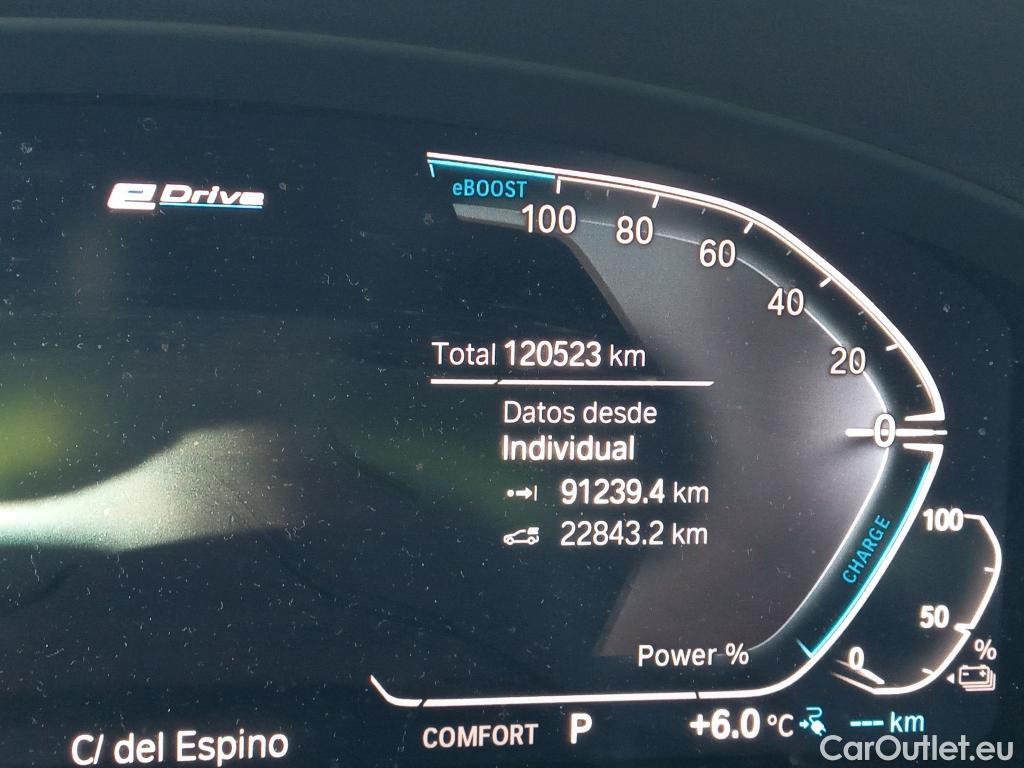 eDrive
eBOOST
100 80 60 40 20 0
Total 120523 km
Datos desde
Individual
91239.4 km
22843.2 km
CHARGE
100
50
0
%
Power %
C/ del Espino
COMFORT P +6.0 °C --- km
CarOutlet.eu